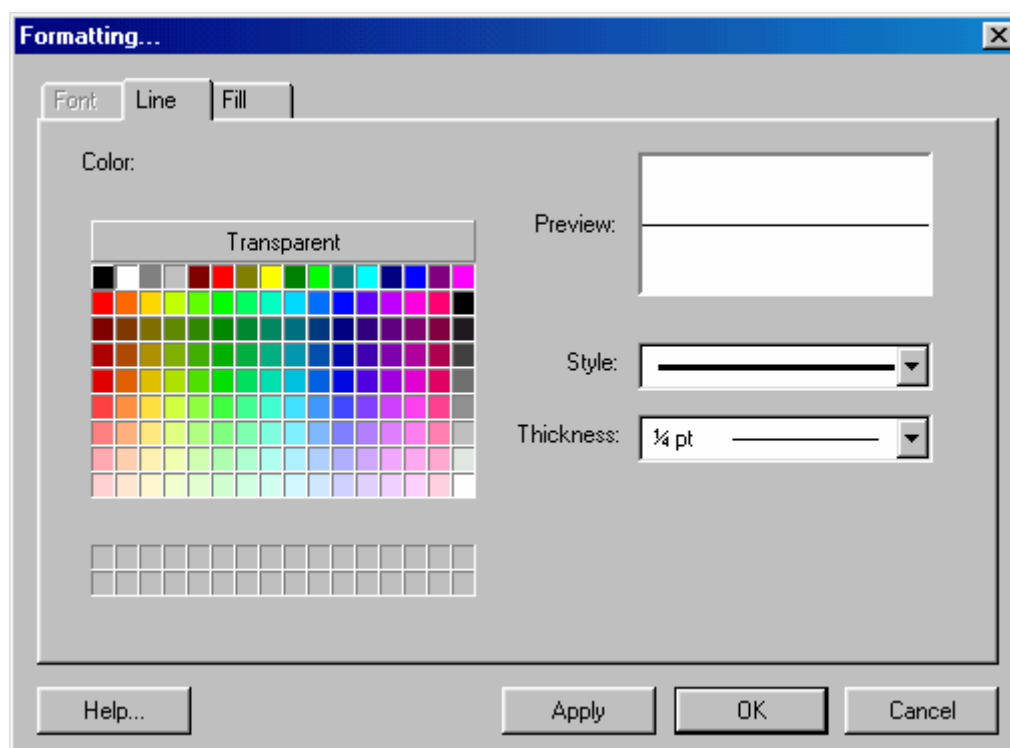 Formatting...
Font Line Fill
Color:
Preview:
Transparent
Style:
Thickness: ¼ pt
Help... Apply OK Cancel